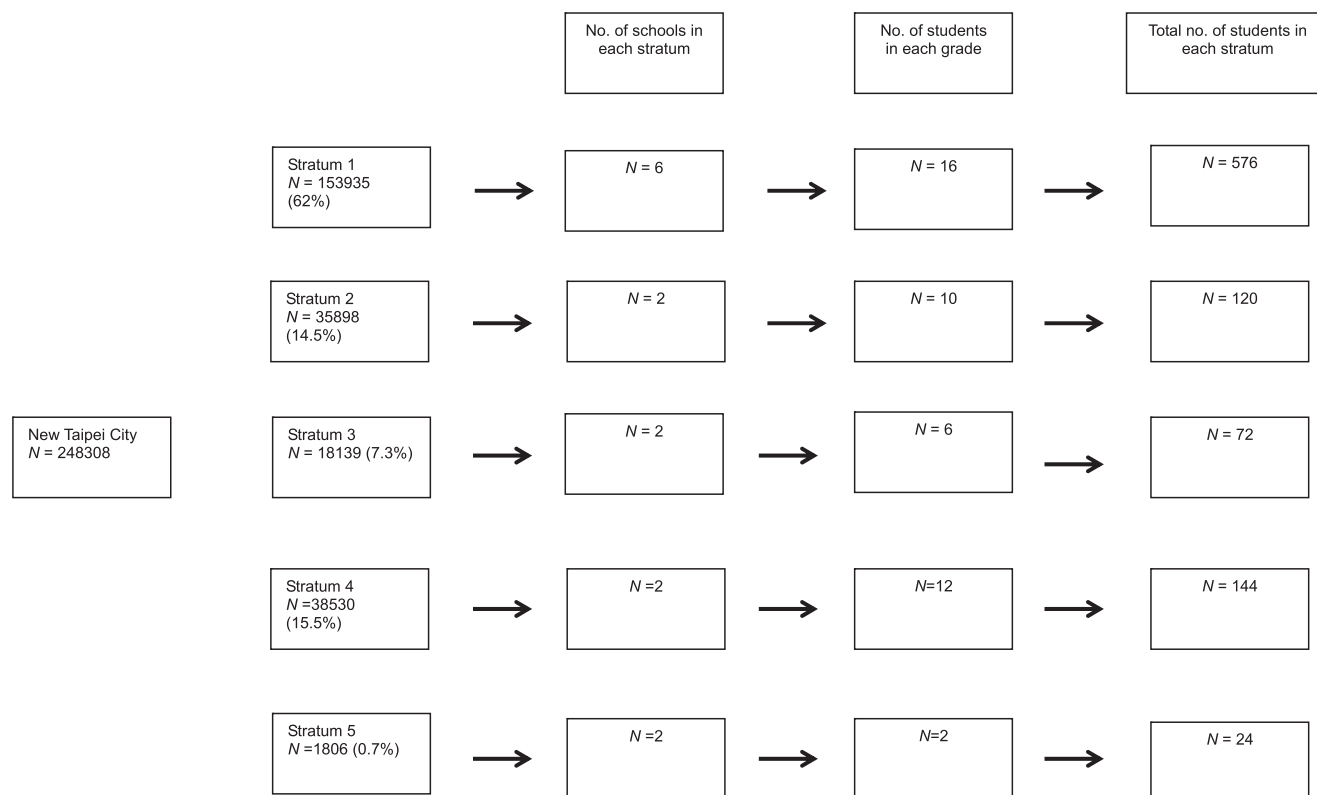 No. of schools in
each stratum
No. of students
in each grade
Total no. of students in
each stratum
Stratum 1
N = 153935
(62%)
N = 6
N = 16
N = 576
Stratum 2
N = 35898
(14.5%)
N = 2
N = 10
N = 120
New Taipei City
N = 248308
Stratum 3
N = 18139 (7.3%)
N = 2
N = 6
N = 72
Stratum 4
N =38530
(15.5%)
N =2
N=12
N = 144
Stratum 5
N =1806 (0.7%)
N =2
N=2
N = 24